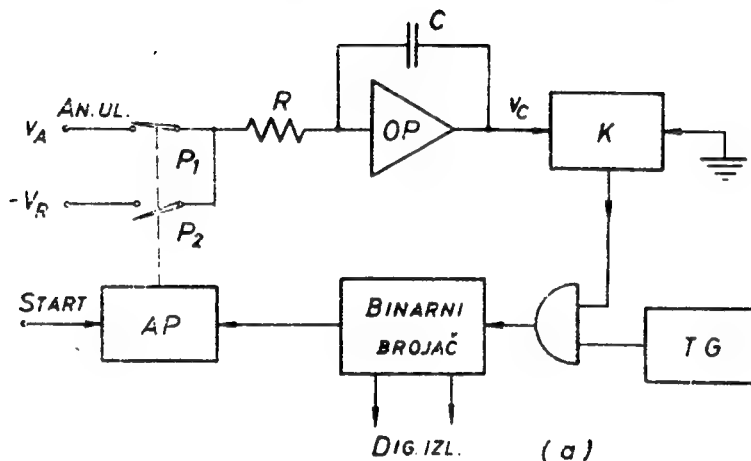 C
AN. UL.
R
V_A
OP
V_C
K
P_1
-V_R
P_2
START
AP
BINARNI
BROJAČ
TG
DIG. IZL.
(a)